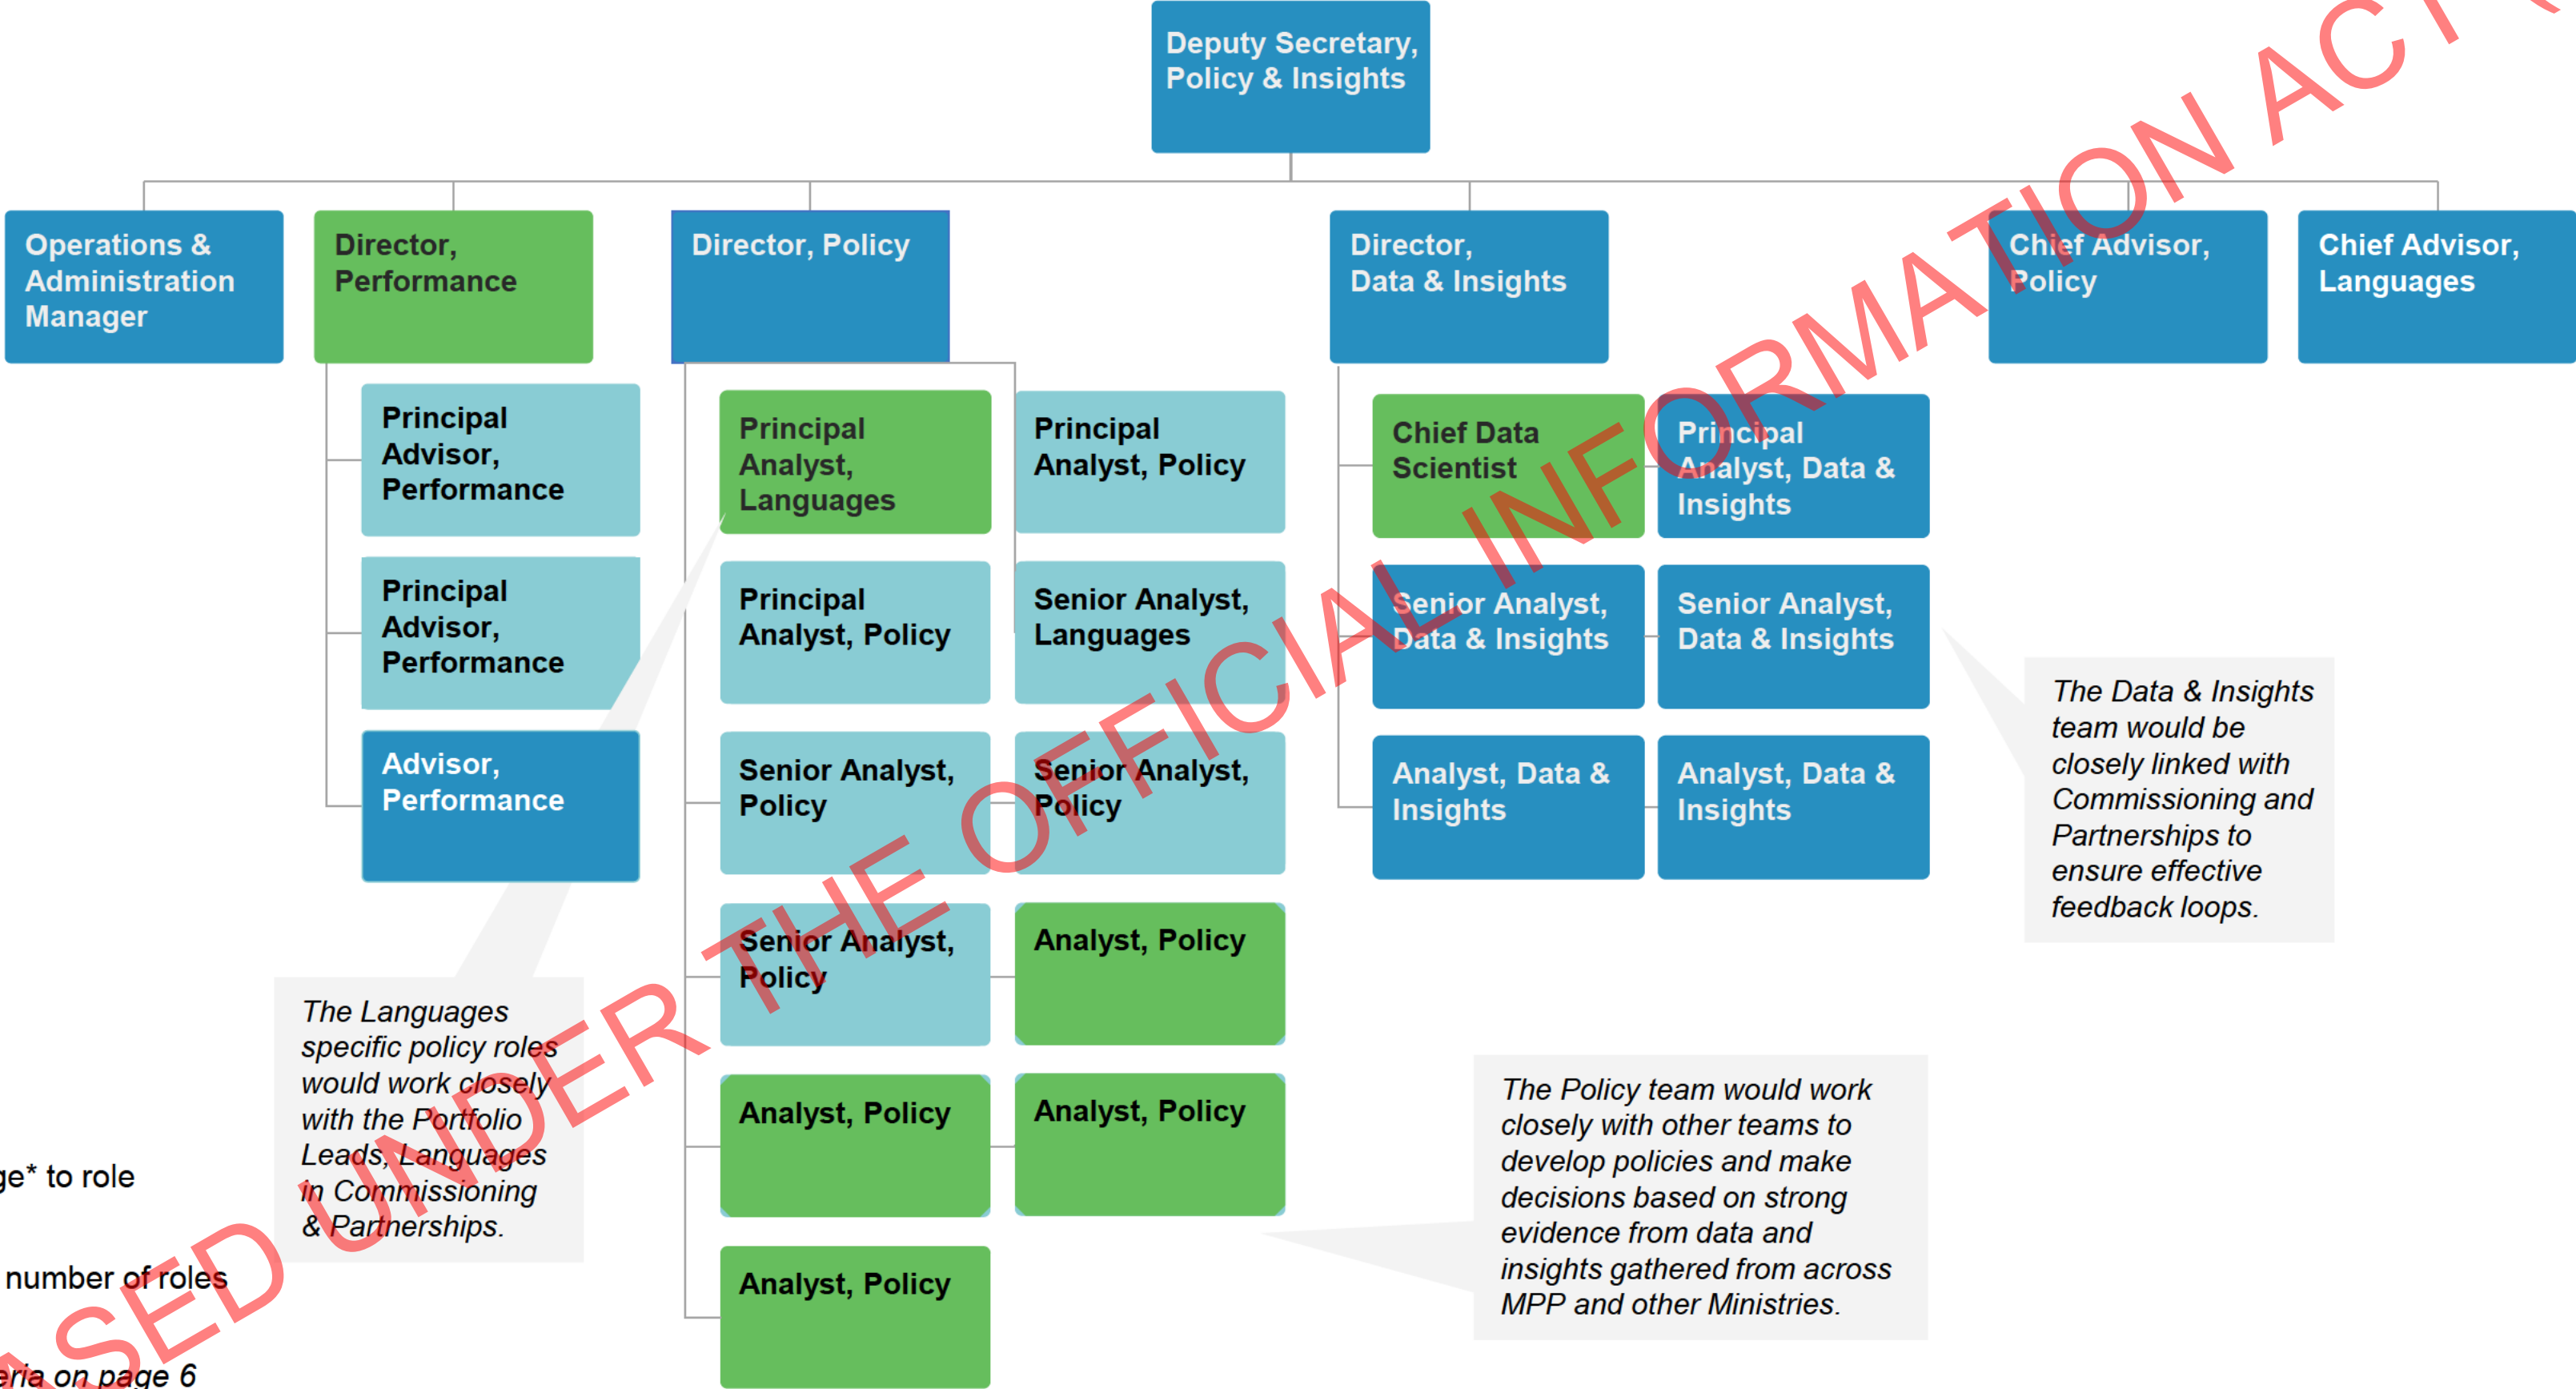 Deputy Secretary,
Policy & Insights
Operations &
Administration
Manager
Director,
Performance
Director, Policy
Director,
Data & Insights
Chief Advisor,
Policy
Chief Advisor,
Languages
Principal
Advisor,
Performance
Principal
Advisor,
Performance
Advisor,
Performance
Principal
Analyst,
Languages
Principal
Analyst, Policy
Principal
Analyst, Policy
Senior Analyst,
Languages
Senior Analyst,
Policy
Senior Analyst,
Policy
Senior Analyst,
Policy
Analyst, Policy
Analyst, Policy
Analyst, Policy
Analyst, Policy
Chief Data
Scientist
Principal
Analyst, Data &
Insights
Senior Analyst,
Data & Insights
Senior Analyst,
Data & Insights
Analyst, Data &
Insights
Analyst, Data &
Insights
The Data & Insights
team would be
closely linked with
Commissioning and
Partnerships to
ensure effective
feedback loops.
The Languages
specific policy roles
would work closely
with the Portfolio
Leads, Languages
in Commissioning
& Partnerships.
The Policy team would work
closely with other teams to
develop policies and make
decisions based on strong
evidence from data and
insights gathered from across
MPP and other Ministries.
ge* to role
number of roles
eria on page 6
ASED UNDER THE OFFICIAL INFORMATION ACT